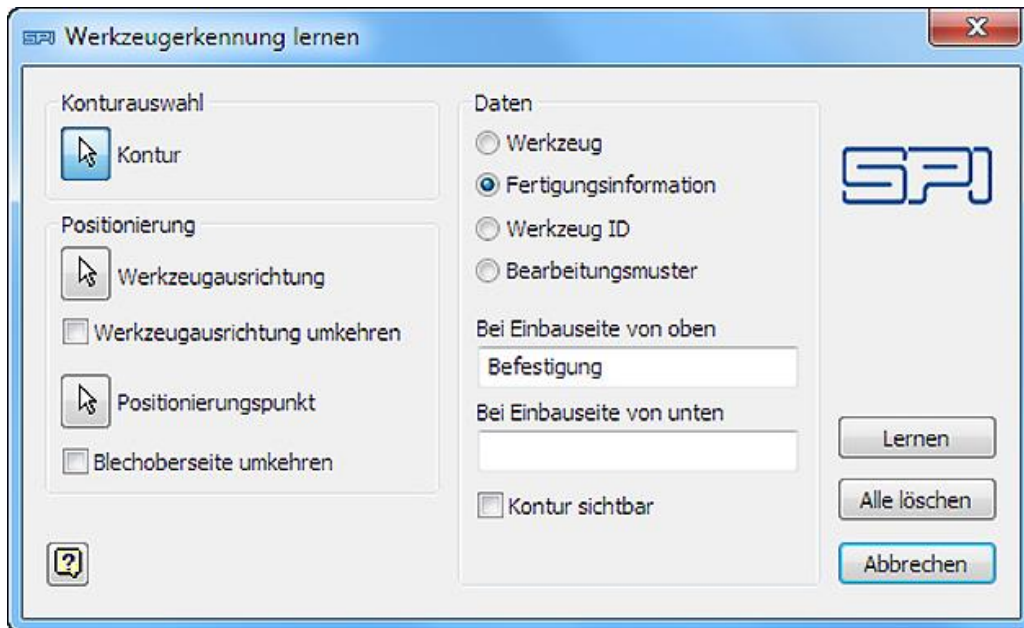 SPI Werkzeugerkennung lernen
Konturauswahl
Kontur
Positionierung
Werkzeugausrichtung
Werkzeugausrichtung umkehren
Positionierungspunkt
Blechoberseite umkehren
?
Daten
Werkzeug
Fertigungsinformation
Werkzeug ID
Bearbeitungsmuster
Bei Einbauseite von oben
Befestigung
Bei Einbauseite von unten
Kontur sichtbar
SPI
Lernen
Alle löschen
Abbrechen